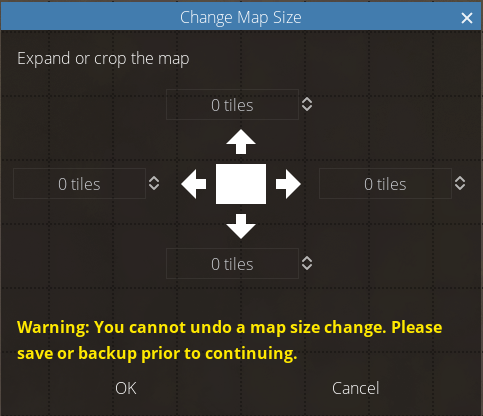 Change Map Size
Expand or crop the map
0 tiles
0 tiles
0 tiles
0 tiles
Warning: You cannot undo a map size change. Please
save or backup prior to continuing.
OK
Cancel